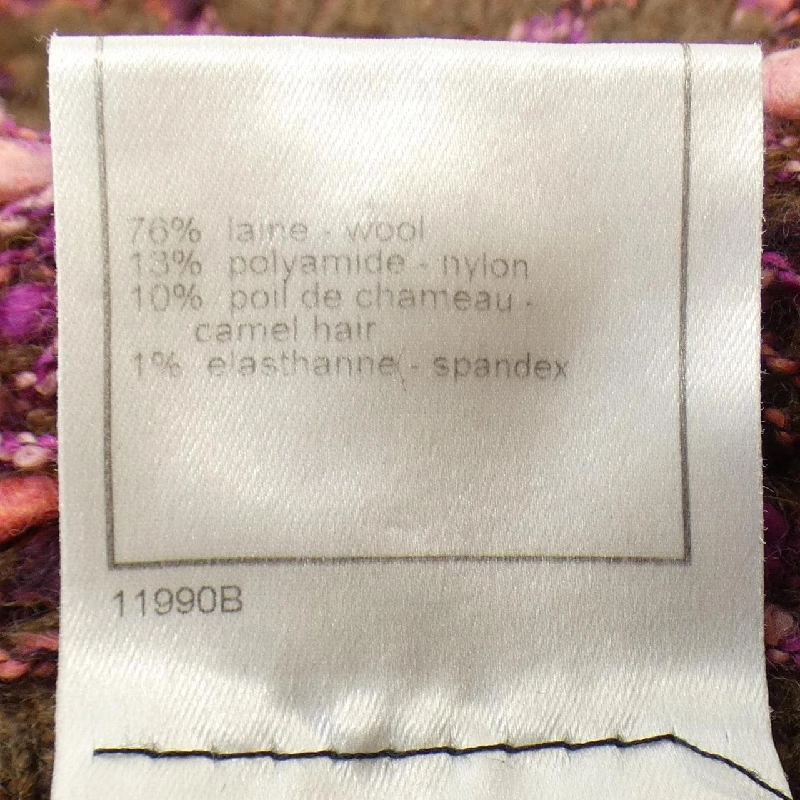 76% laine - wool
13% polyamide - nylon
10% poil de chameau -
camel hair
1% elasthanne - spandex
11990B